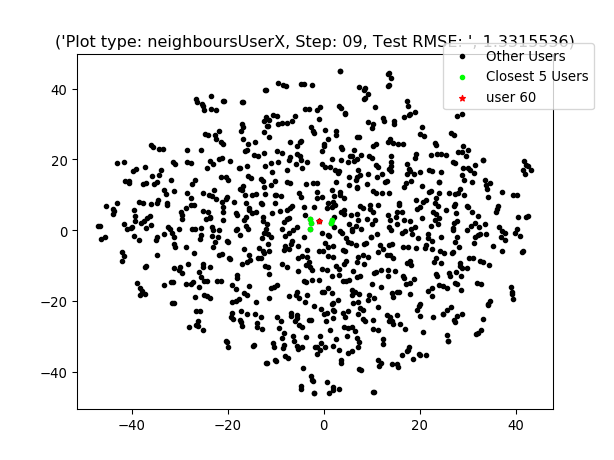 ('Plot type: neighboursUserX, Step: 09, Test RMSE: ', 1.3315536)
Other Users
Closest 5 Users
user 60
40
20
0
−20
−40
−40
−20
0
20
40